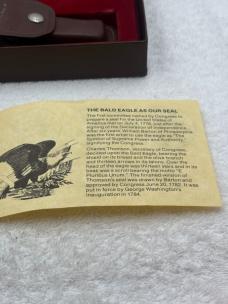 THE BALD EAGLE AS OUR SEAL
The first committee named by Congress to
prepare a seal for the United States of
America met on July 4, 1776, just after the
signing of the Declaration of Independence.
After six years, William Barton of Philadelphia
was the first artist to use the eagle as "The
Symbol of Supreme Power and Authority,
signifying the Congress.
Charles Thomson, secretary of Congress,
decided upon the Bald Eagle, bearing the
shield on its breast and the olive branch
and thirteen arrows in its talons. Over the
head of the eagle were thirteen stars and in its
beak was a scroll bearing the motto "E
Pluribus Unum." The finalized version of
Thomson's seal was drawn by Barton and
approved by Congress June 20, 1782. It was
put in force by George Washington's
inauguration in 1784.